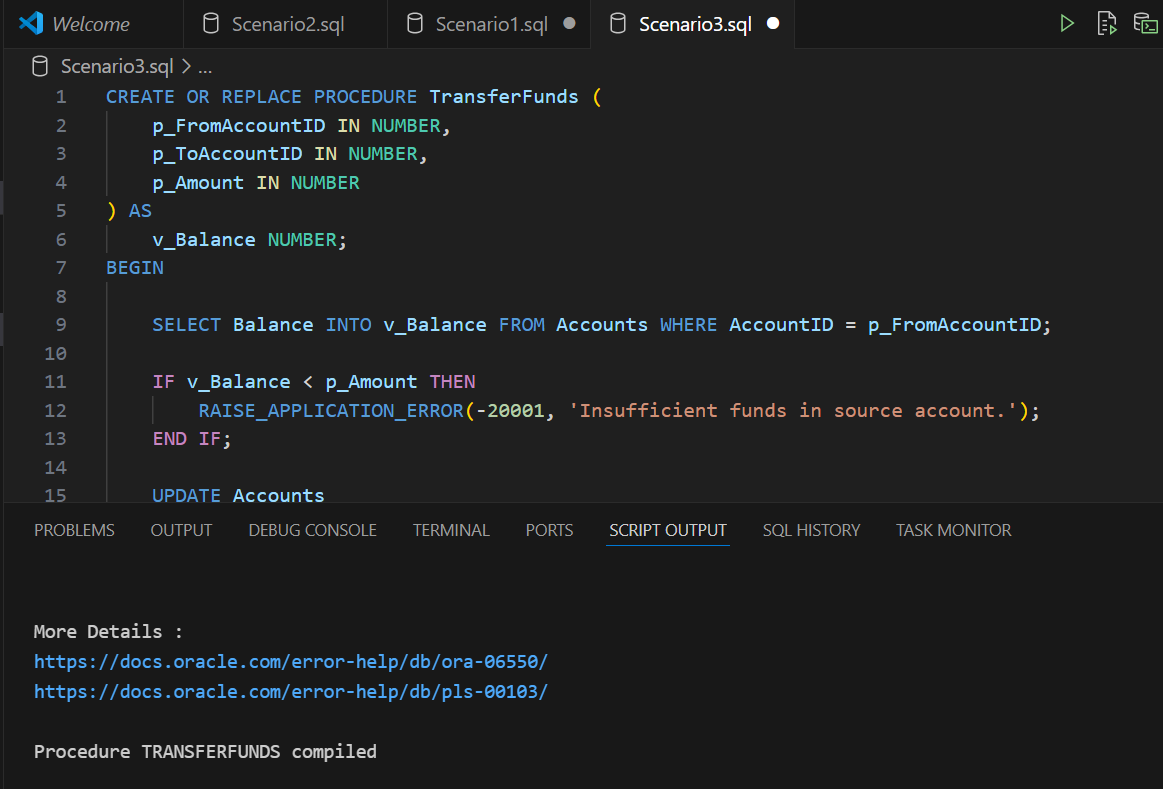 Welcome Scenario2.sql Scenario1.sql Scenario3.sql
Scenario3.sql > ...
1 CREATE OR REPLACE PROCEDURE TransferFunds (
2 p_FromAccountID IN NUMBER,
3 p_ToAccountID IN NUMBER,
4 p_Amount IN NUMBER
5 ) AS
6 v_Balance NUMBER;
7 BEGIN
8
9 SELECT Balance INTO v_Balance FROM Accounts WHERE AccountID = p_FromAccountID;
10
11 IF v_Balance < p_Amount THEN
12 RAISE_APPLICATION_ERROR(-20001, 'Insufficient funds in source account.');
13 END IF;
14
15 UPDATE Accounts
PROBLEMS OUTPUT DEBUG CONSOLE TERMINAL PORTS SCRIPT OUTPUT SQL HISTORY TASK MONITOR
More Details :
https://docs.oracle.com/error-help/db/ora-06550/
https://docs.oracle.com/error-help/db/pls-00103/
Procedure TRANSFERFUNDS compiled